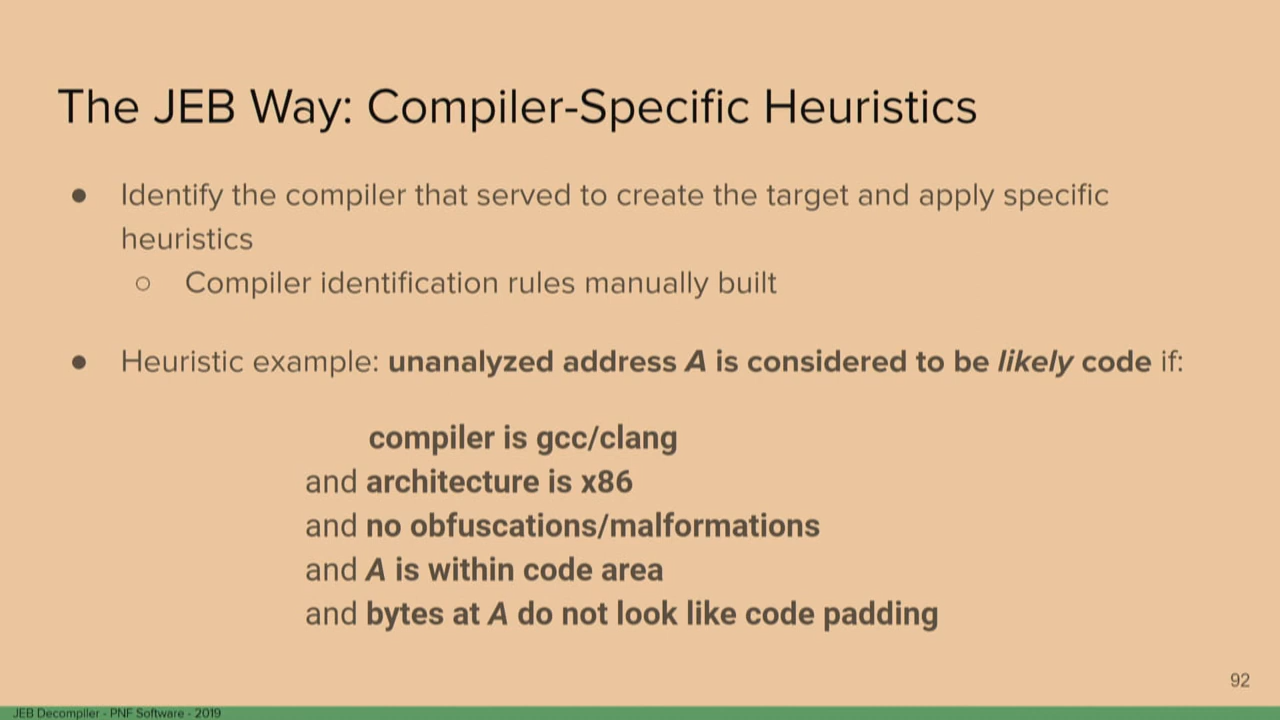 The JEB Way: Compiler-Specific Heuristics
● Identify the compiler that served to create the target and apply specific
heuristics
○ Compiler identification rules manually built
● Heuristic example: unanalyzed address A is considered to be likely code if:
compiler is gcc/clang
and architecture is x86
and no obfuscations/malformations
and A is within code area
and bytes at A do not look like code padding
92
JEB Decompiler - PNF Software - 2019